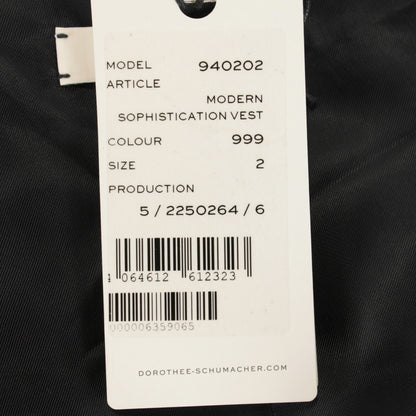 MODEL 940202
ARTICLE
MODERN
SOPHISTICATION VEST
COLOUR 999
SIZE 2
PRODUCTION
5 / 2250264 / 6
4 064612 612323
000006359065
DOROTHEE-SCHUMACHER.COM